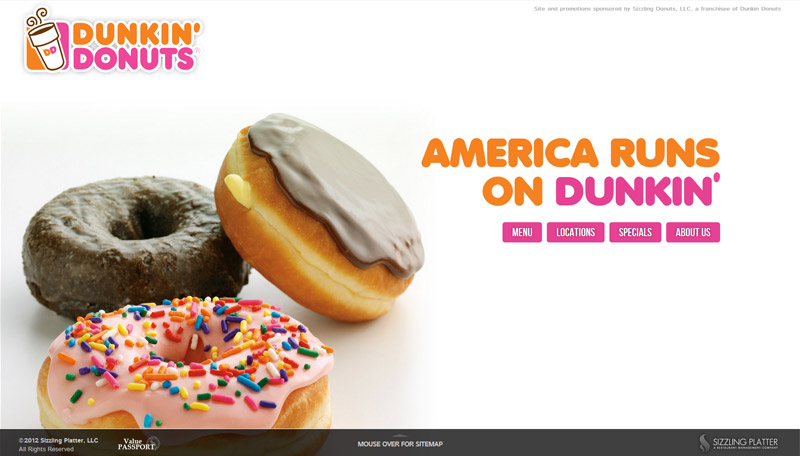 Site and promotions sponsored by Sizzling Donuts, LLC, a franchisee of Dunkin Donuts
DUNKIN'
DONUTS
DD
AMERICA RUNS
ON DUNKIN'
MENU LOCATIONS SPECIALS ABOUT US
©2012 Sizzling Platter, LLC
All Rights Reserved
Value
PASSPORT
MOUSE OVER FOR SITEMAP
SIZZLING PLATTER
A RESTAURANT MANAGEMENT COMPANY